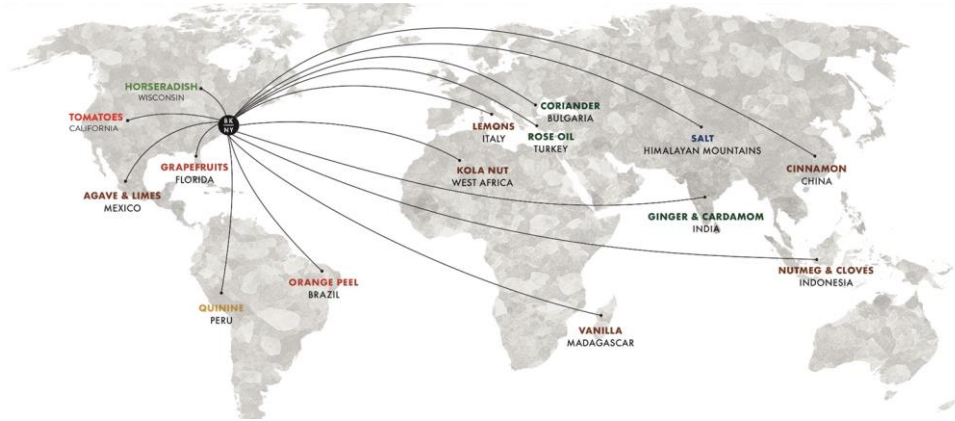 HORSERADISH
WISCONSIN
TOMATOES
CALIFORNIA
BK
NY
GRAPEFRUITS
FLORIDA
AGAVE & LIMES
MEXICO
QUININE
PERU
ORANGE PEEL
BRAZIL
LEMONS
ITALY
CORIANDER
BULGARIA
ROSE OIL
TURKEY
KOLA NUT
WEST AFRICA
SALT
HIMALAYAN MOUNTAINS
CINNAMON
CHINA
GINGER & CARDAMOM
INDIA
NUTMEG & CLOVES
INDONESIA
VANILLA
MADAGASCAR